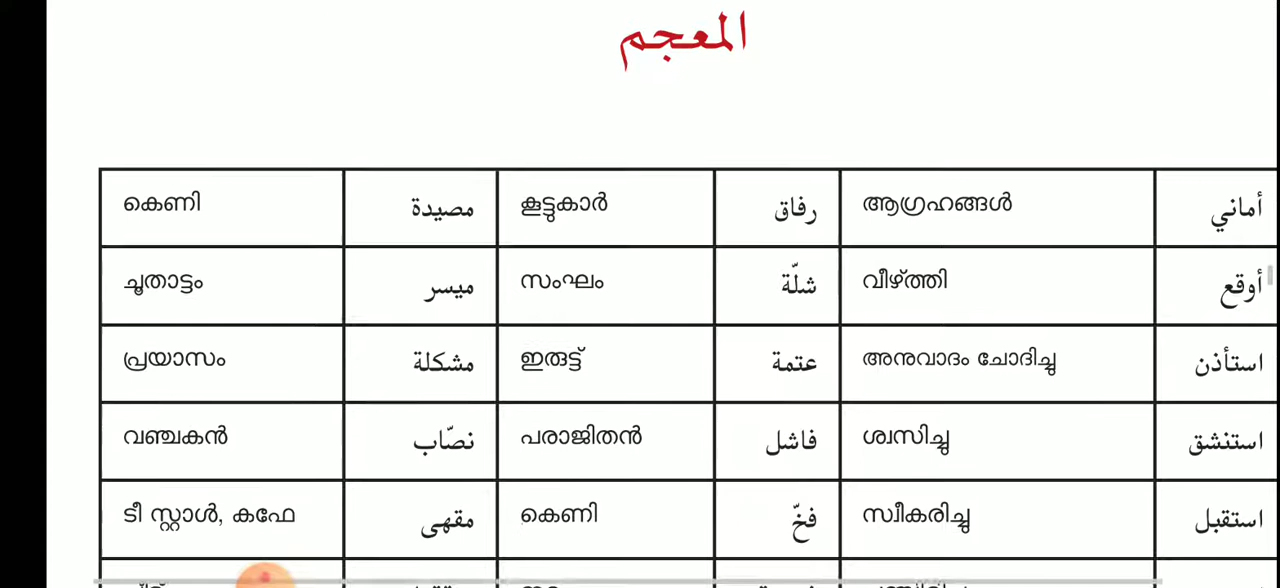 المعجم
കെണി مصيدة കൂട്ടുകാർ رفاق ആഗ്രഹങ്ങൾ أماني
ചൂതാട്ടം ميسر സംഘം شلّة വീഴ്ത്തി أوقع
പ്രയാസം مشكلة ഇരുട്ട് عتمة അനുവാദം ചോദിച്ചു استأذن
വഞ്ചകൻ نصّاب പരാജിതൻ فاشل ശ്വസിച്ചു استنشق
ടീ സ്റ്റാൾ, കഫേ مقهى കെണി فخّ സ്വീകരിച്ചു استقبل